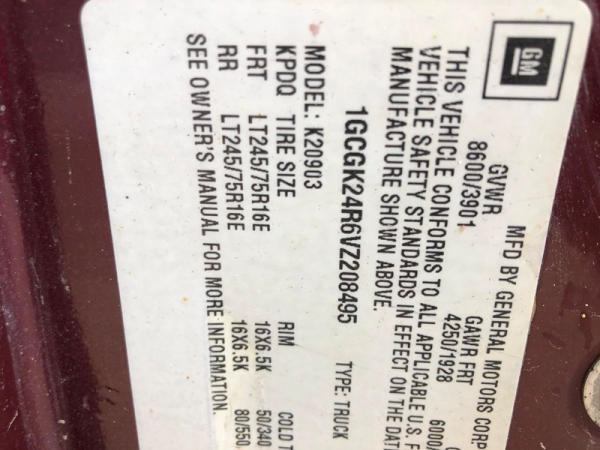 GM
MFD BY GENERAL MOTORS CORP
GVWR GAWR FRT
8600/3901 4250/1928 6000/
THIS VEHICLE CONFORMS TO ALL APPLICABLE U.S. F
VEHICLE SAFETY STANDARDS IN EFFECT ON THE DAT
MANUFACTURE SHOWN ABOVE.
1GCGK24R6VZ208495 TYPE: TRUCK
MODEL: K20903
KPDQ TIRE SIZE RIM COLD T
FRT LT245/75R16E 16X6.5K 50/340
RR LT245/75R16E 16X6.5K 80/550
SEE OWNER'S MANUAL FOR MORE INFORMATION.